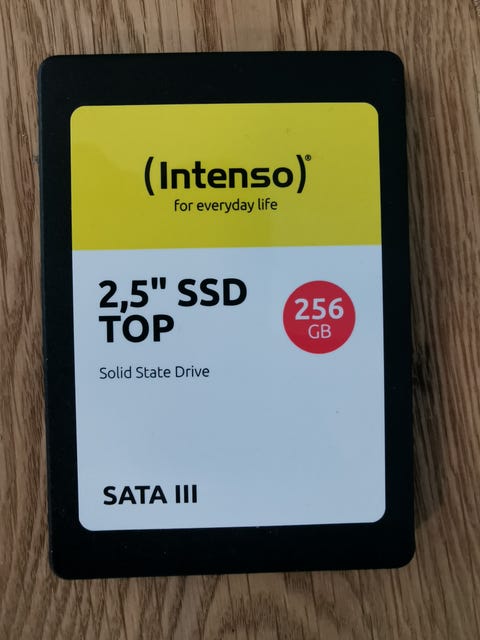 (Intenso)®
for everyday life
2,5" SSD
TOP
256
GB
Solid State Drive
SATA III